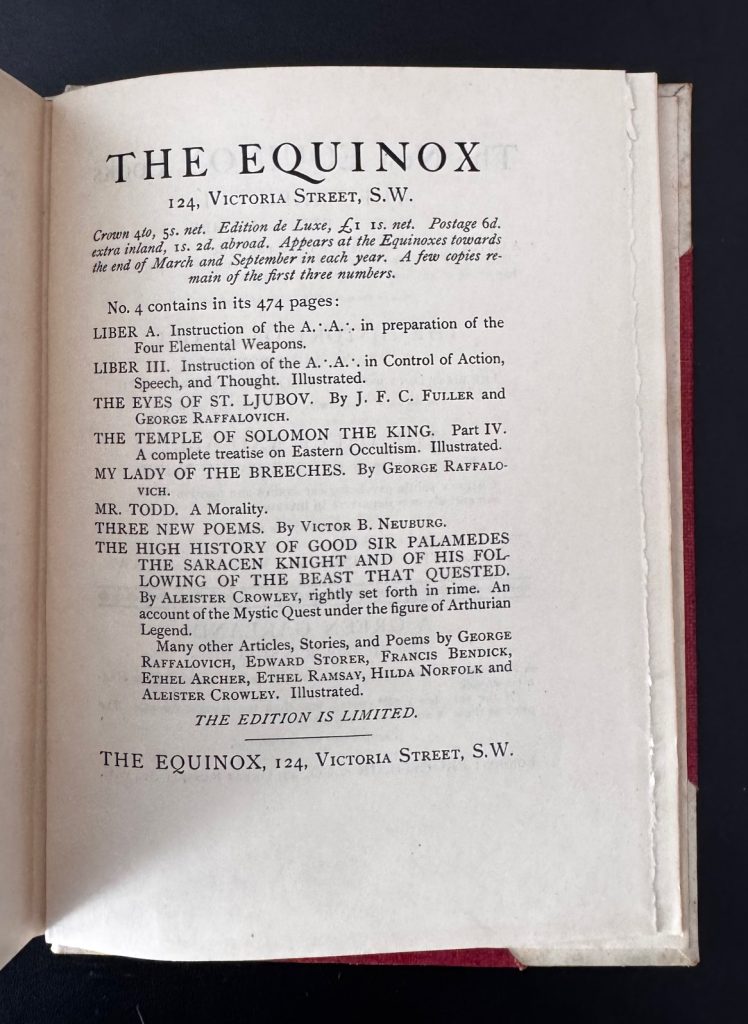 THE EQUINOX
124, VICTORIA STREET, S.W.
Crown 4to, 5s. net. Edition de Luxe, £1 1s. net. Postage 6d.
extra inland, 1s. 2d. abroad. Appears at the Equinoxes towards
the end of March and September in each year. A few copies re-
main of the first three numbers.
No. 4 contains in its 474 pages:
LIBER A. Instruction of the A∴A∴ in preparation of the
Four Elemental Weapons.
LIBER III. Instruction of the A∴A∴ in Control of Action,
Speech, and Thought. Illustrated.
THE EYES OF ST. LJUBOV. By J. F. C. FULLER and
GEORGE RAFFALOVICH.
THE TEMPLE OF SOLOMON THE KING. Part IV.
A complete treatise on Eastern Occultism. Illustrated.
MY LADY OF THE BREECHES. By GEORGE RAFFALO-
VICH.
MR. TODD. A Morality.
THREE NEW POEMS. By VICTOR B. NEUBURG.
THE HIGH HISTORY OF GOOD SIR PALAMEDES
THE SARACEN KNIGHT AND OF HIS FOL-
LOWING OF THE BEAST THAT QUESTED.
By ALEISTER CROWLEY, rightly set forth in rime. An
account of the Mystic Quest under the figure of Arthurian
Legend.
Many other Articles, Stories, and Poems by GEORGE
RAFFALOVICH, EDWARD STORER, FRANCIS BENDICK,
ETHEL ARCHER, ETHEL RAMSAY, HILDA NORFOLK and
ALEISTER CROWLEY. Illustrated.
THE EDITION IS LIMITED.
THE EQUINOX, 124, VICTORIA STREET, S.W.